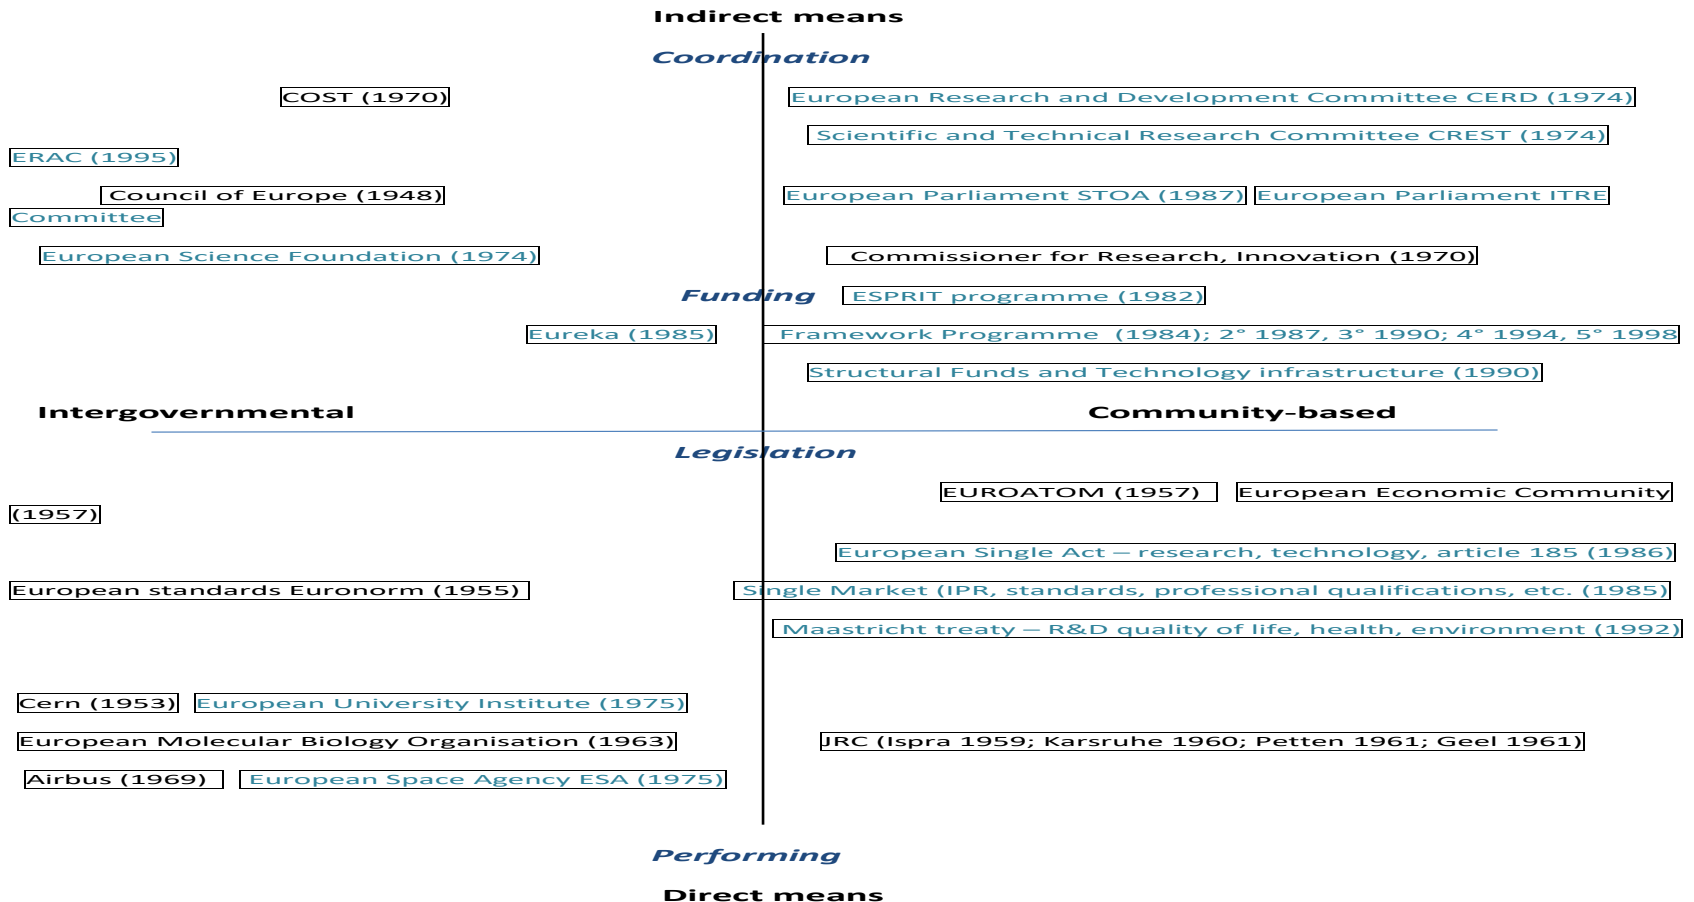 Indirect means
Coordination
COST (1970) European Research and Development Committee CERD (1974)
Scientific and Technical Research Committee CREST (1974)
ERAC (1995)
Council of Europe (1948) European Parliament STOA (1987) European Parliament ITRE
Committee
European Science Foundation (1974) Commissioner for Research, Innovation (1970)
Funding ESPRIT programme (1982)
Eureka (1985) Framework Programme (1984); 2° 1987, 3° 1990; 4° 1994, 5° 1998
Structural Funds and Technology infrastructure (1990)
Intergovernmental Community-based
Legislation
EUROATOM (1957) European Economic Community
(1957)
European Single Act – research, technology, article 185 (1986)
European standards Euronorm (1955) Single Market (IPR, standards, professional qualifications, etc. (1985)
Maastricht treaty – R&D quality of life, health, environment (1992)
Cern (1953) European University Institute (1975)
European Molecular Biology Organisation (1963) JRC (Ispra 1959; Karsruhe 1960; Petten 1961; Geel 1961)
Airbus (1969) European Space Agency ESA (1975)
Performing
Direct means